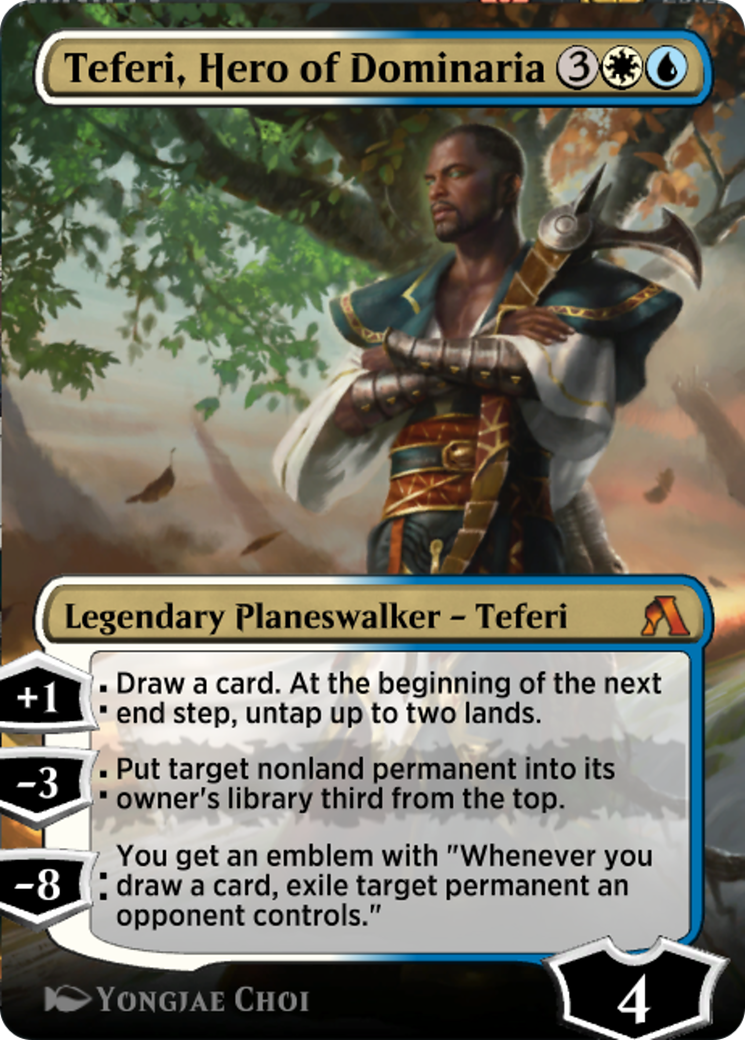 Teferi, Hero of Dominaria 3
Legendary Planeswalker – Teferi
+1 : Draw a card. At the beginning of the next
end step, untap up to two lands.
−3 : Put target nonland permanent into its
owner's library third from the top.
−8 : You get an emblem with "Whenever you
draw a card, exile target permanent an
opponent controls."
Yongjae Choi
4